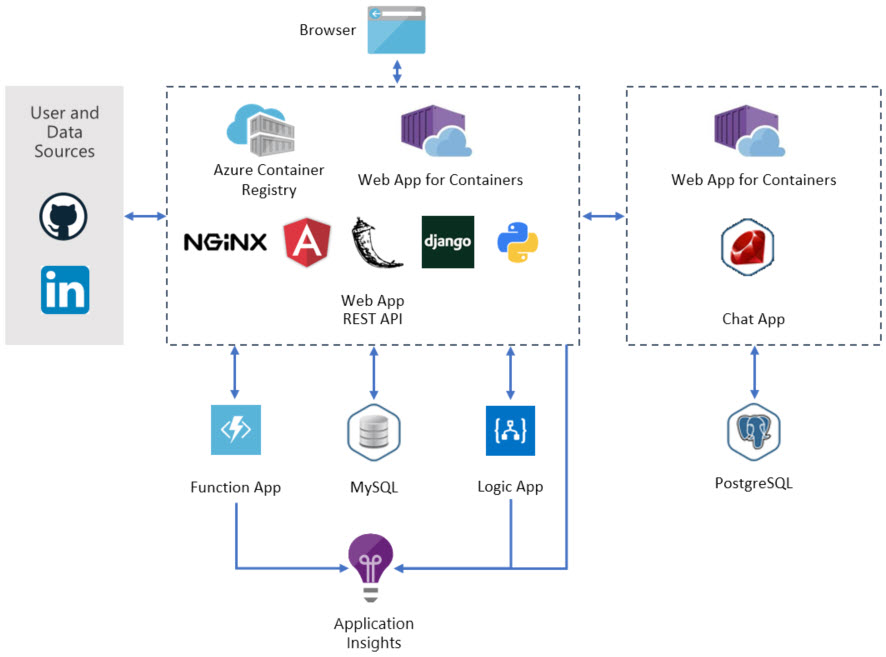 Browser
User and
Data
Sources
in
Azure Container
Registry
Web App for Containers
NGiNX
A
django
Web App
REST API
Web App for Containers
Chat App
Function App
MySQL
Logic App
PostgreSQL
Application
Insights